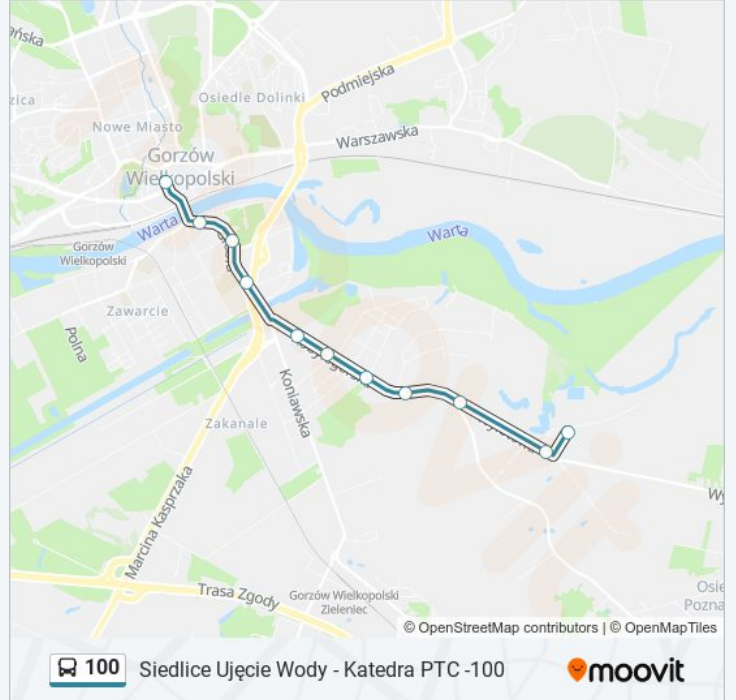 Podmiejska
Osiedle Dolinki
Nowe Miasto
Warszawska
Gorzów
Wielkopolski
Warta
Warta
Gorzów
Wielkopolski
Zawarcie
Polna
Koniawska
Zakanale
Marcina Kasprzaka
Trasa Zgody
Gorzów Wielkopolski
Zieleniec
© OpenStreetMap contributors | © OpenMapTiles
100 Siedlice Ujęcie Wody - Katedra PTC -100
moovit